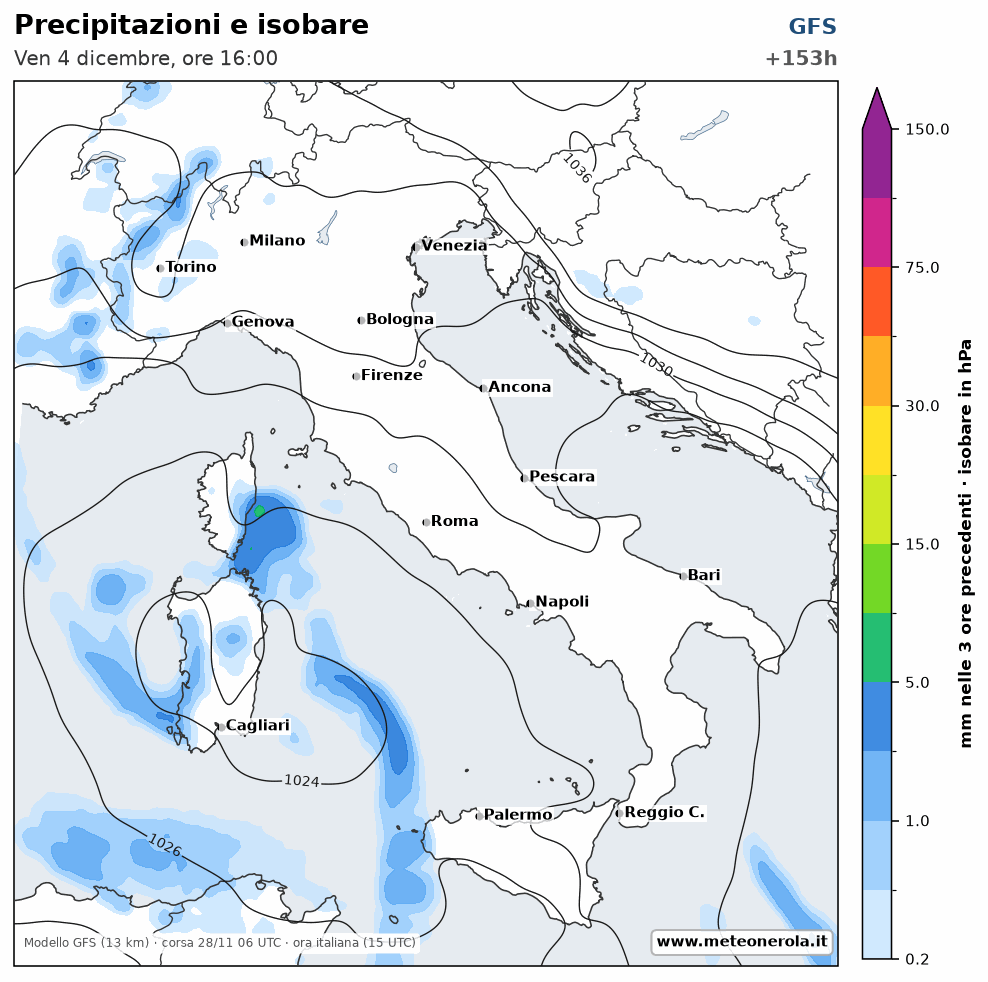 Precipitazioni e isobare
GFS
Ven 4 dicembre, ore 16:00
+153h
1036
Milano
Venezia
Torino
Genova
Bologna
1030
Firenze
Ancona
Pescara
Roma
Bari
Napoli
Cagliari
1024
Palermo
Reggio C.
1026
Modello GFS (13 km) · corsa 28/11 06 UTC · ora italiana (15 UTC)
www.meteonerola.it
150.0
75.0
30.0
15.0
5.0
1.0
0.2
mm nelle 3 ore precedenti · isobare in hPa